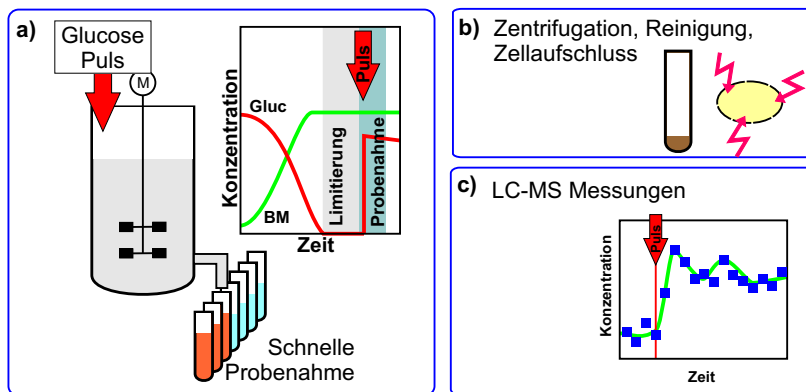 a)
Glucose
Puls
M
Konzentration
Gluc
BM
Limitierung
Puls
Probenahme
Zeit
Schnelle
Probenahme
b) Zentrifugation, Reinigung,
Zellaufschluss
c) LC-MS Messungen
Konzentration
Puls
Zeit